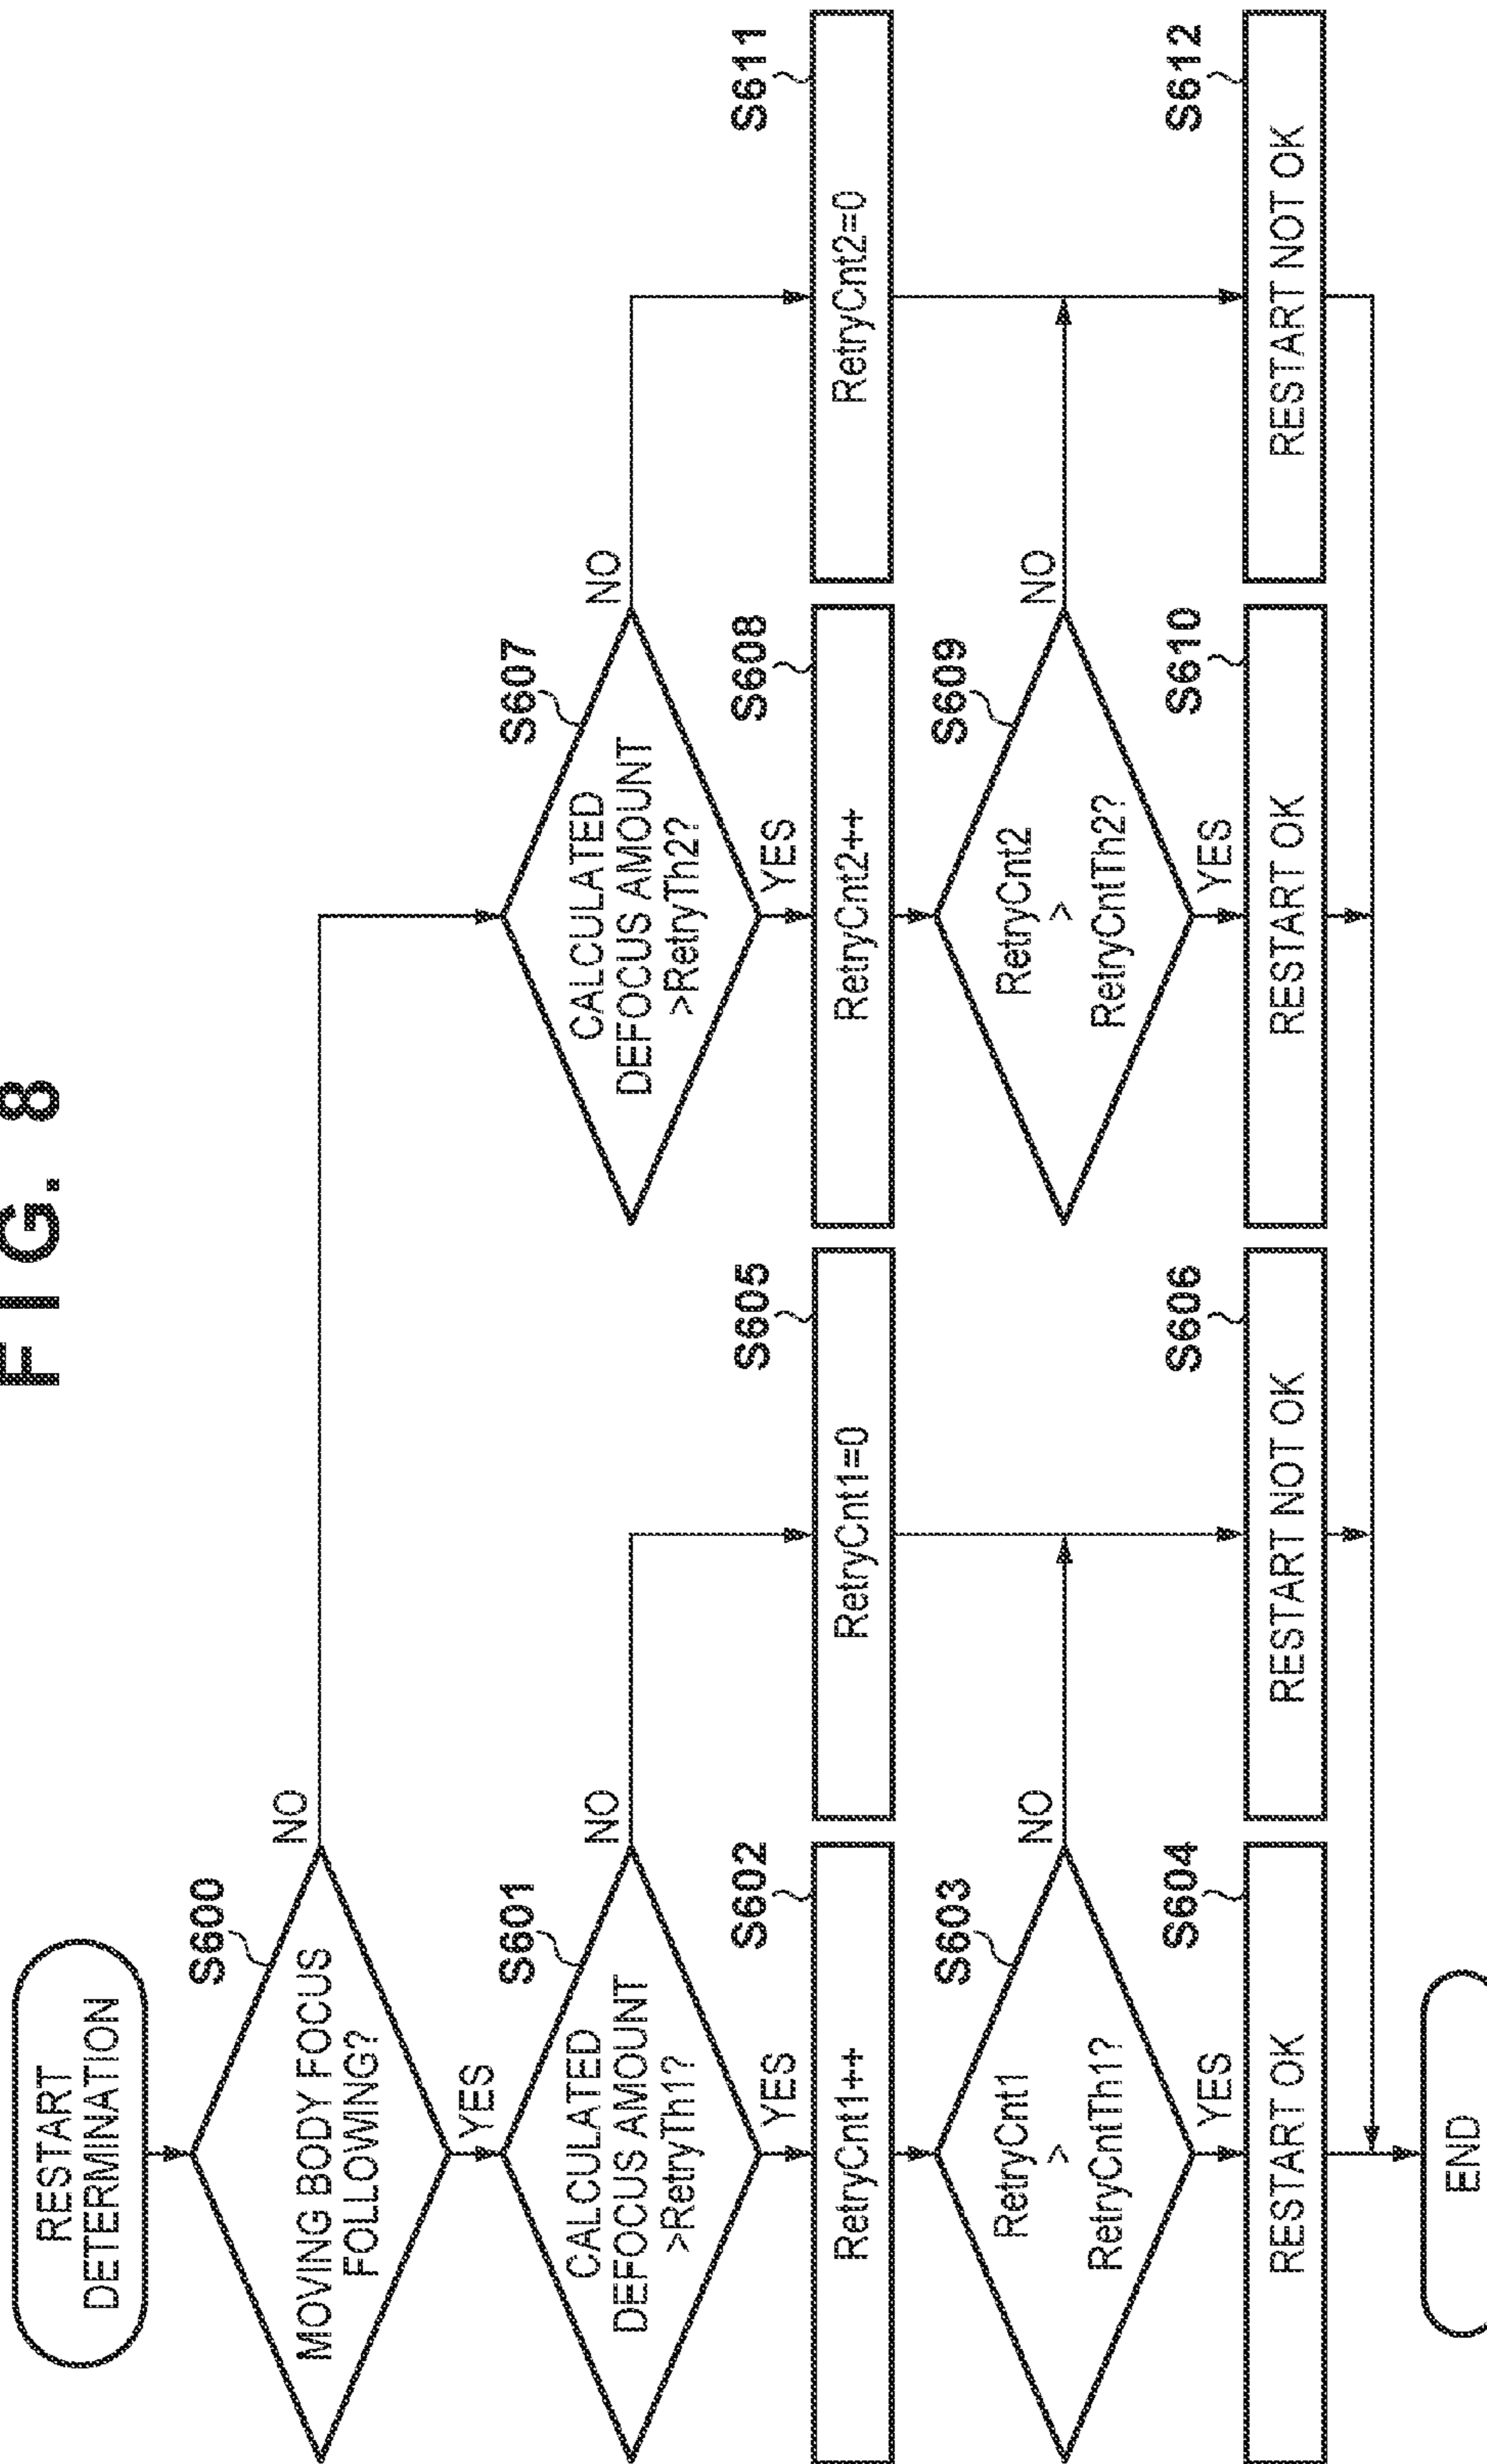 FIG. 8
RESTART
DETERMINATION
S600
MOVING BODY FOCUS
FOLLOWING?
NO
YES
S601
CALCULATED
DEFOCUS AMOUNT
>RetryTh1?
NO
YES
S602
RetryCnt1++
S603
RetryCnt1
>
RetryCntTh1?
NO
YES
S604
RESTART OK
S605
RetryCnt1=0
S606
RESTART NOT OK
S607
CALCULATED
DEFOCUS AMOUNT
>RetryTh2?
NO
YES
S608
RetryCnt2++
S609
RetryCnt2
>
RetryCntTh2?
NO
YES
S610
RESTART OK
S611
RetryCnt2=0
S612
RESTART NOT OK
END